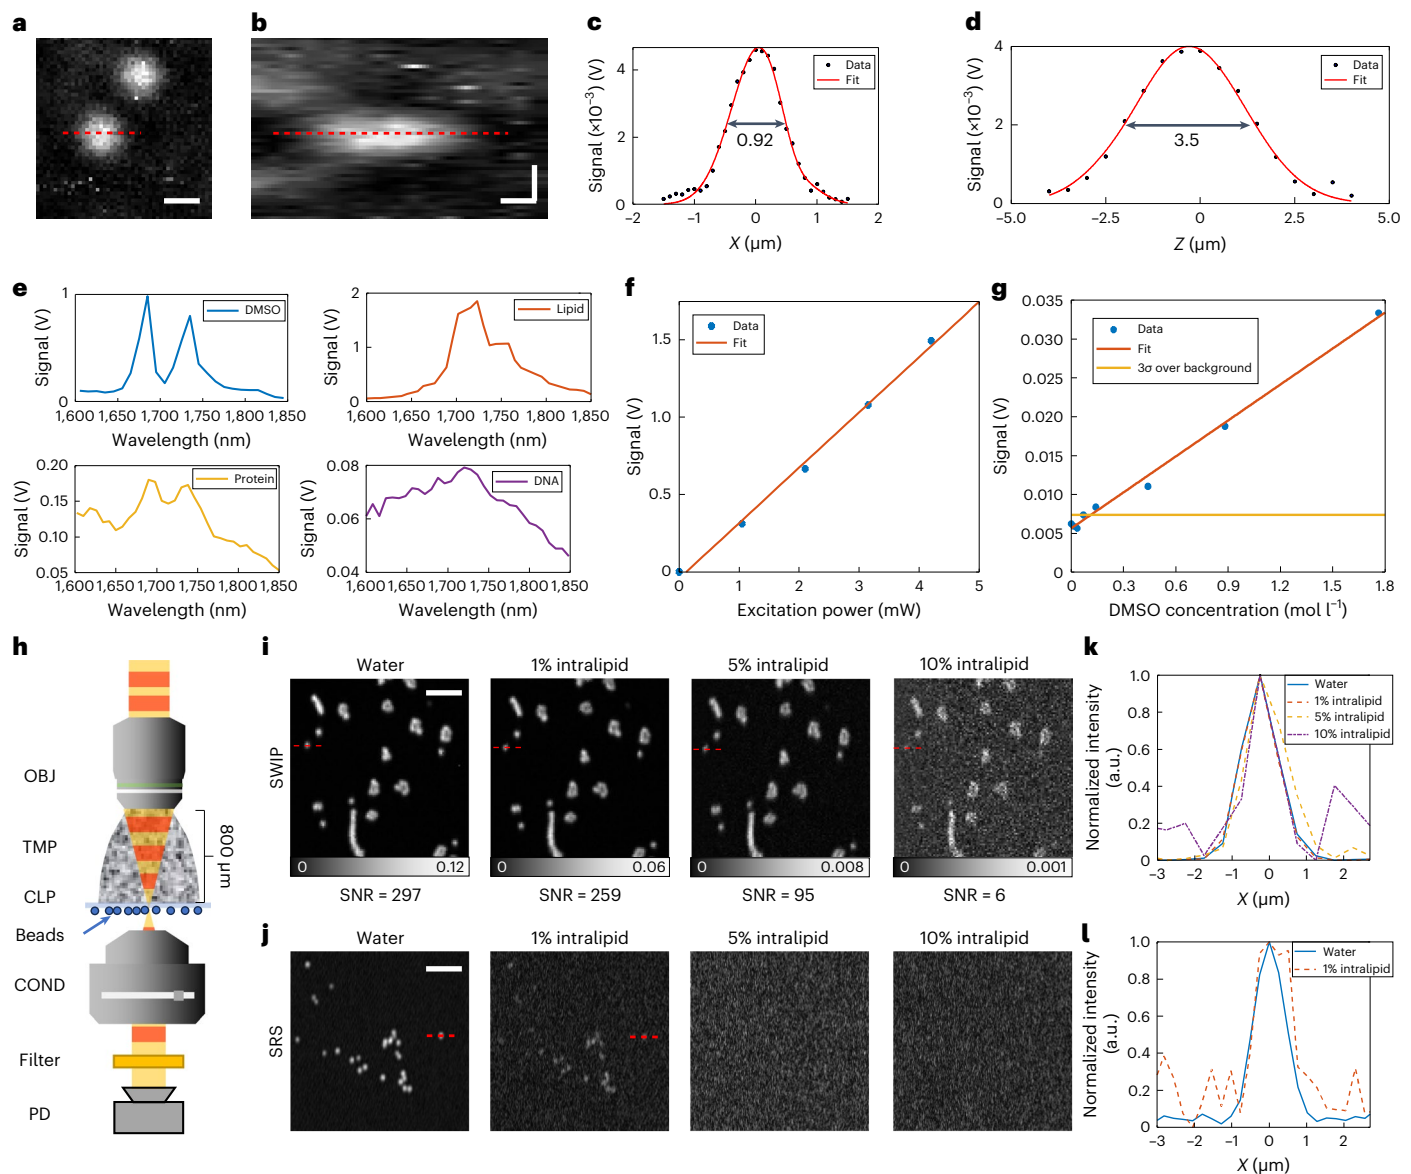 a
b
c
d
4
2
0
−2
−1
0
1
2
Signal (×10⁻³) (V)
X (µm)
Data
Fit
0.92
4
2
0
−5.0
−2.5
0
2.5
5.0
Signal (×10⁻³) (V)
Z (µm)
Data
Fit
3.5
e
1
0
Signal (V)
DMSO
1,600 1,650 1,700 1,750 1,800 1,850
Wavelength (nm)
2
1
0
Signal (V)
Lipid
1,600 1,650 1,700 1,750 1,800 1,850
Wavelength (nm)
0.20
0.15
0.10
0.05
Signal (V)
Protein
1,600 1,650 1,700 1,750 1,800 1,850
Wavelength (nm)
0.08
0.06
0.04
Signal (V)
DNA
1,600 1,650 1,700 1,750 1,800 1,850
Wavelength (nm)
f
1.5
1.0
0.5
0
Signal (V)
Data
Fit
0 1 2 3 4 5
Excitation power (mW)
g
0.035
0.030
0.025
0.020
0.015
0.010
0.005
0
Signal (V)
Data
Fit
3σ over background
0 0.3 0.6 0.9 1.2 1.5 1.8
DMSO concentration (mol l⁻¹)
h
OBJ
TMP
CLP
Beads
COND
Filter
PD
800 µm
i
Water
1% intralipid
5% intralipid
10% intralipid
SWIP
0 0.12
0 0.06
0 0.008
0 0.001
SNR = 297
SNR = 259
SNR = 95
SNR = 6
j
Water
1% intralipid
5% intralipid
10% intralipid
SRS
k
1.0
0.8
0.6
0.4
0.2
0
Normalized intensity
(a.u.)
Water
1% intralipid
5% intralipid
10% intralipid
−3 −2 −1 0 1 2
X (µm)
l
1.0
0.8
0.6
0.4
0.2
0
Normalized intensity
(a.u.)
Water
1% intralipid
−3 −2 −1 0 1 2
X (µm)